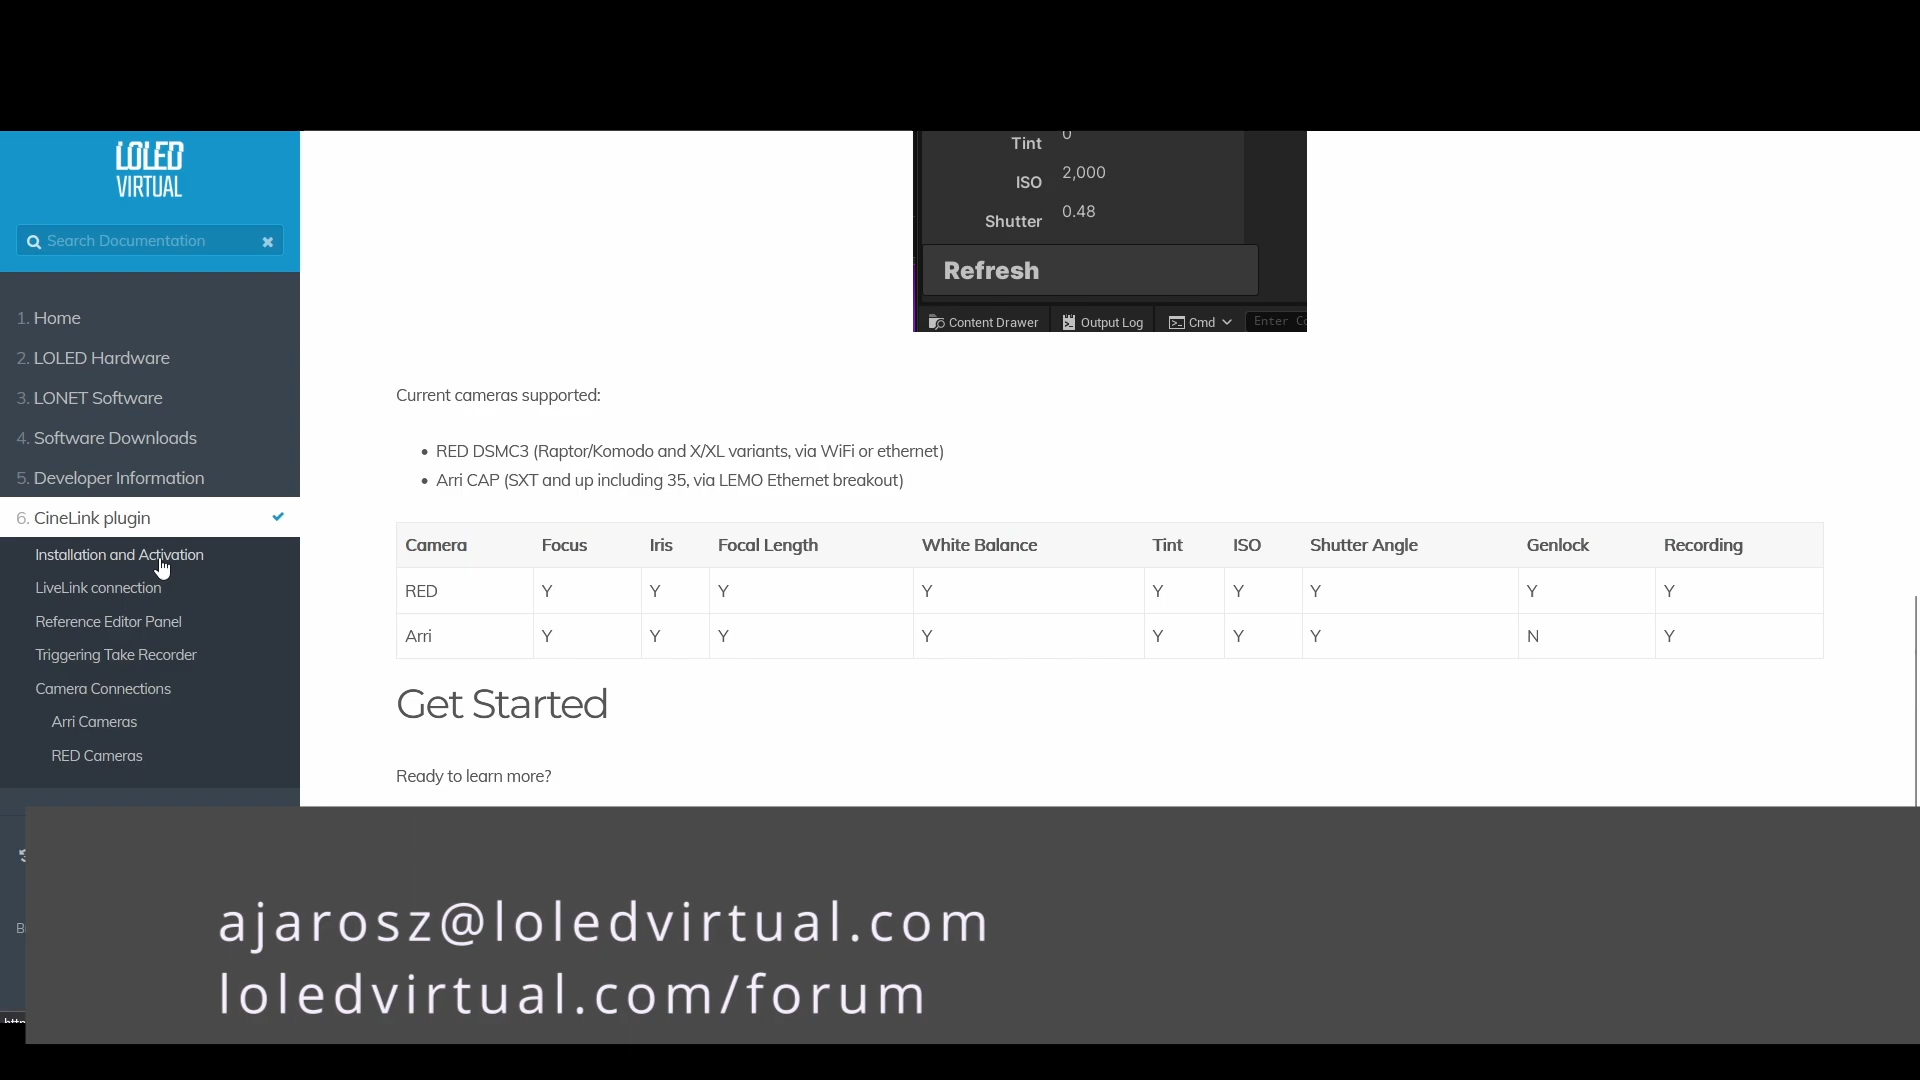 LOLED
VIRTUAL
Search Documentation
1. Home
2. LOLED Hardware
3. LONET Software
4. Software Downloads
5. Developer Information
6. CineLink plugin
Installation and Activation
LiveLink connection
Reference Editor Panel
Triggering Take Recorder
Camera Connections
Arri Cameras
RED Cameras
Tint 0
ISO 2,000
Shutter 0.48
Refresh
Content Drawer Output Log Cmd Enter
Current cameras supported:
• RED DSMC3 (Raptor/Komodo and X/XL variants, via WiFi or ethernet)
• Arri CAP (SXT and up including 35, via LEMO Ethernet breakout)
Camera Focus Iris Focal Length White Balance Tint ISO Shutter Angle Genlock Recording
RED Y Y Y Y Y Y Y Y Y
Arri Y Y Y Y Y Y Y N Y
Get Started
Ready to learn more?
ajarosz@loledvirtual.com
loledvirtual.com/forum